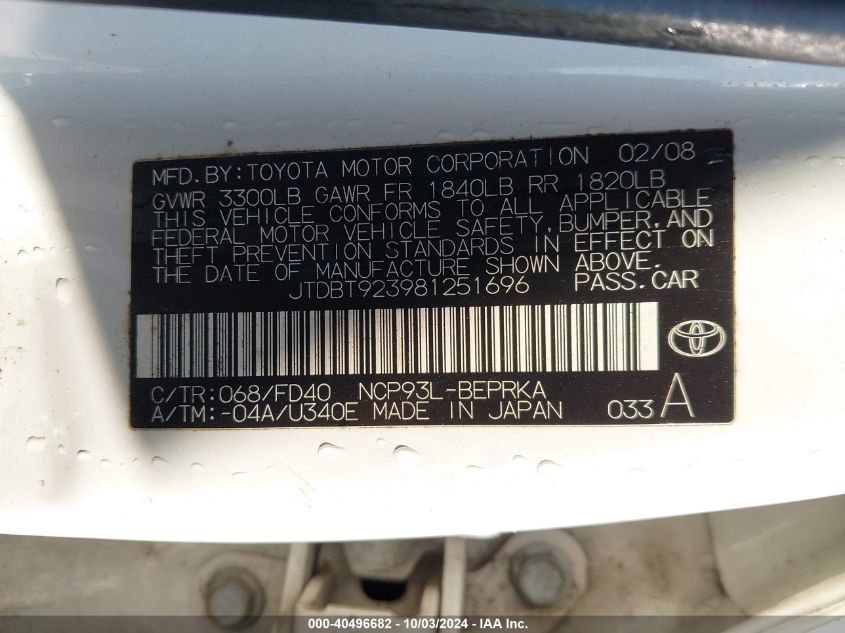 MFD.BY:TOYOTA MOTOR CORPORATION 02/08
GVWR 3300LB GAWR FR 1840LB RR 1820LB
THIS VEHICLE CONFORMS TO ALL APPLICABLE
FEDERAL MOTOR VEHICLE SAFETY,BUMPER,AND
THEFT PREVENTION STANDARDS IN EFFECT ON
THE DATE OF MANUFACTURE SHOWN ABOVE.
JTDBT923981251696 PASS.CAR
C/TR:068/FD40 NCP93L-BEPRKA
A/TM:-04A/U340E MADE IN JAPAN 033 A
000-40496682 - 10/03/2024 - IAA Inc.